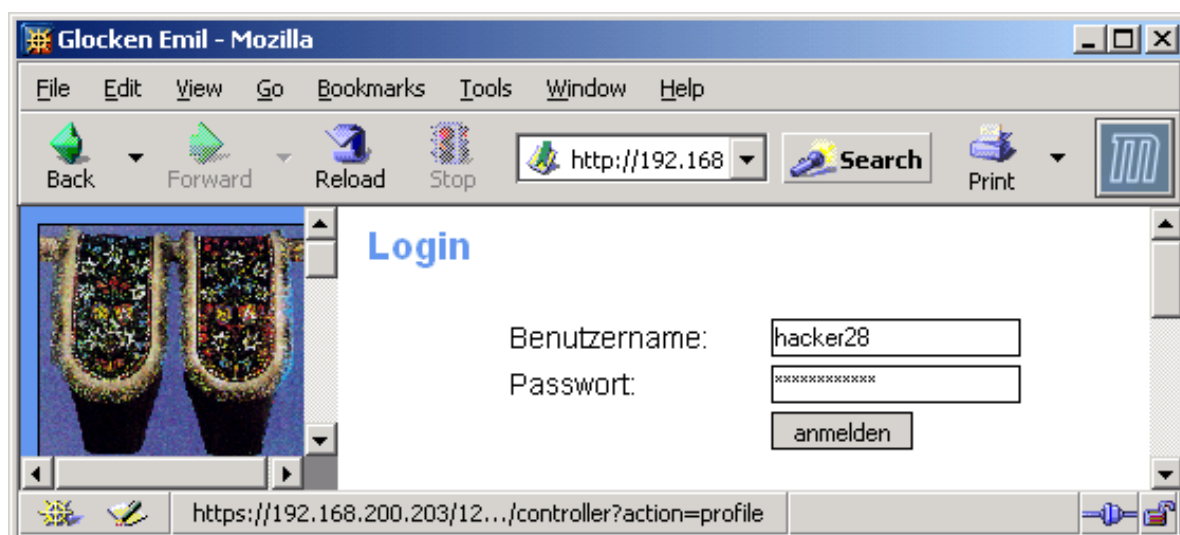 Glocken Emil - Mozilla
File Edit View Go Bookmarks Tools Window Help
Back Forward Reload Stop http://192.168 Search Print
Login
Benutzername: hacker28
Passwort: ************
anmelden
https://192.168.200.203/12.../controller?action=profile